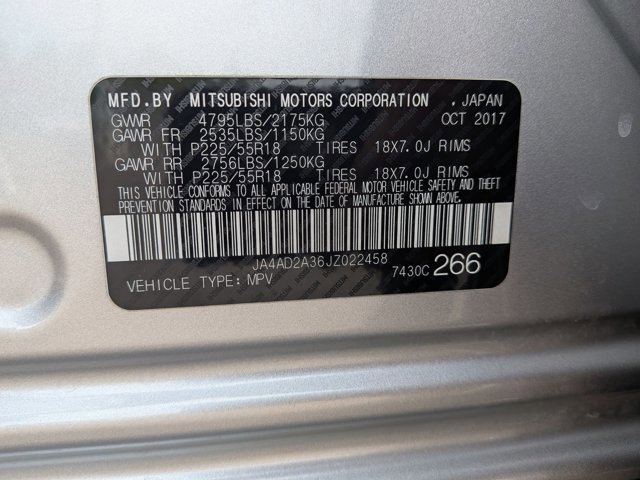 MFD.BY MITSUBISHI MOTORS CORPORATION , JAPAN
GVWR 4795LBS/2175KG OCT 2017
GAWR FR 2535LBS/1150KG
WITH P225/55R18 TIRES 18X7.0J RIMS
GAWR RR 2756LBS/1250KG
WITH P225/55R18 TIRES 18X7.0J RIMS
THIS VEHICLE CONFORMS TO ALL APPLICABLE FEDERAL MOTOR VEHICLE SAFETY AND THEFT
PREVENTION STANDARDS IN EFFECT ON THE DATE OF MANUFACTURE SHOWN ABOVE.
JA4AD2A36JZ022458
VEHICLE TYPE: MPV 7430C 266